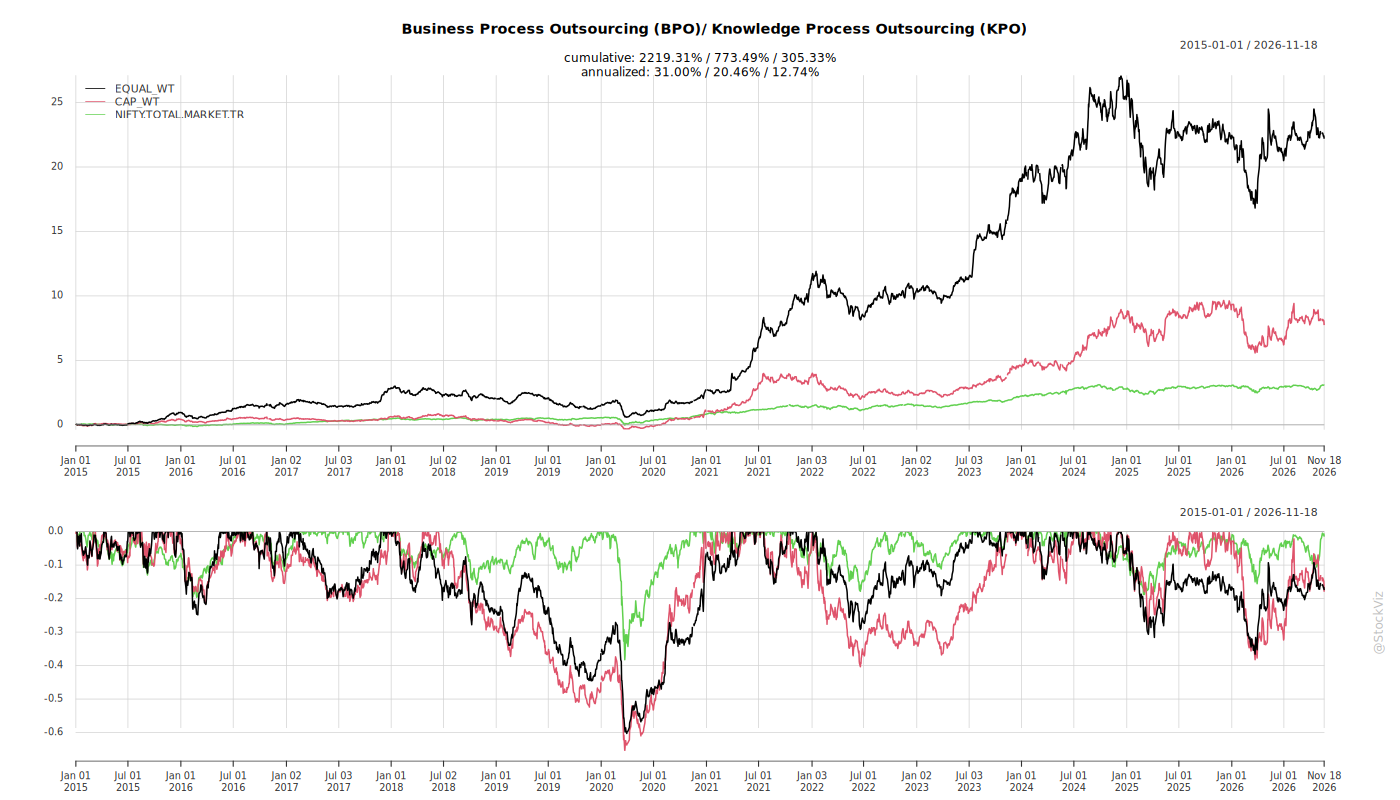 Business Process Outsourcing (BPO)/ Knowledge Process Outsourcing (KPO)
2015-01-01 / 2026-11-18
cumulative: 2219.31% / 773.49% / 305.33%
annualized: 31.00% / 20.46% / 12.74%
EQUAL_WT
CAP_WT
NIFTY.TOTAL.MARKET.TR
25
20
15
10
5
0
Jan 01 Jul 01 Jan 01 Jul 01 Jan 02 Jul 03 Jan 01 Jul 02 Jan 01 Jul 01 Jan 01 Jul 01 Jan 01 Jul 01 Jan 03 Jul 01 Jan 02 Jul 03 Jan 01 Jul 01 Jan 01 Jul 01 Jan 01 Jul 01 Nov 18
2015 2015 2016 2016 2017 2017 2018 2018 2019 2019 2020 2020 2021 2021 2022 2022 2023 2023 2024 2024 2025 2025 2026 2026 2026
2015-01-01 / 2026-11-18
0.0
-0.1
-0.2
-0.3
-0.4
-0.5
-0.6
Jan 01 Jul 01 Jan 01 Jul 01 Jan 02 Jul 03 Jan 01 Jul 02 Jan 01 Jul 01 Jan 01 Jul 01 Jan 01 Jul 01 Jan 03 Jul 01 Jan 02 Jul 03 Jan 01 Jul 01 Jan 01 Jul 01 Jan 01 Jul 01 Nov 18
2015 2015 2016 2016 2017 2017 2018 2018 2019 2019 2020 2020 2021 2021 2022 2022 2023 2023 2024 2024 2025 2025 2026 2026 2026
@StockViz